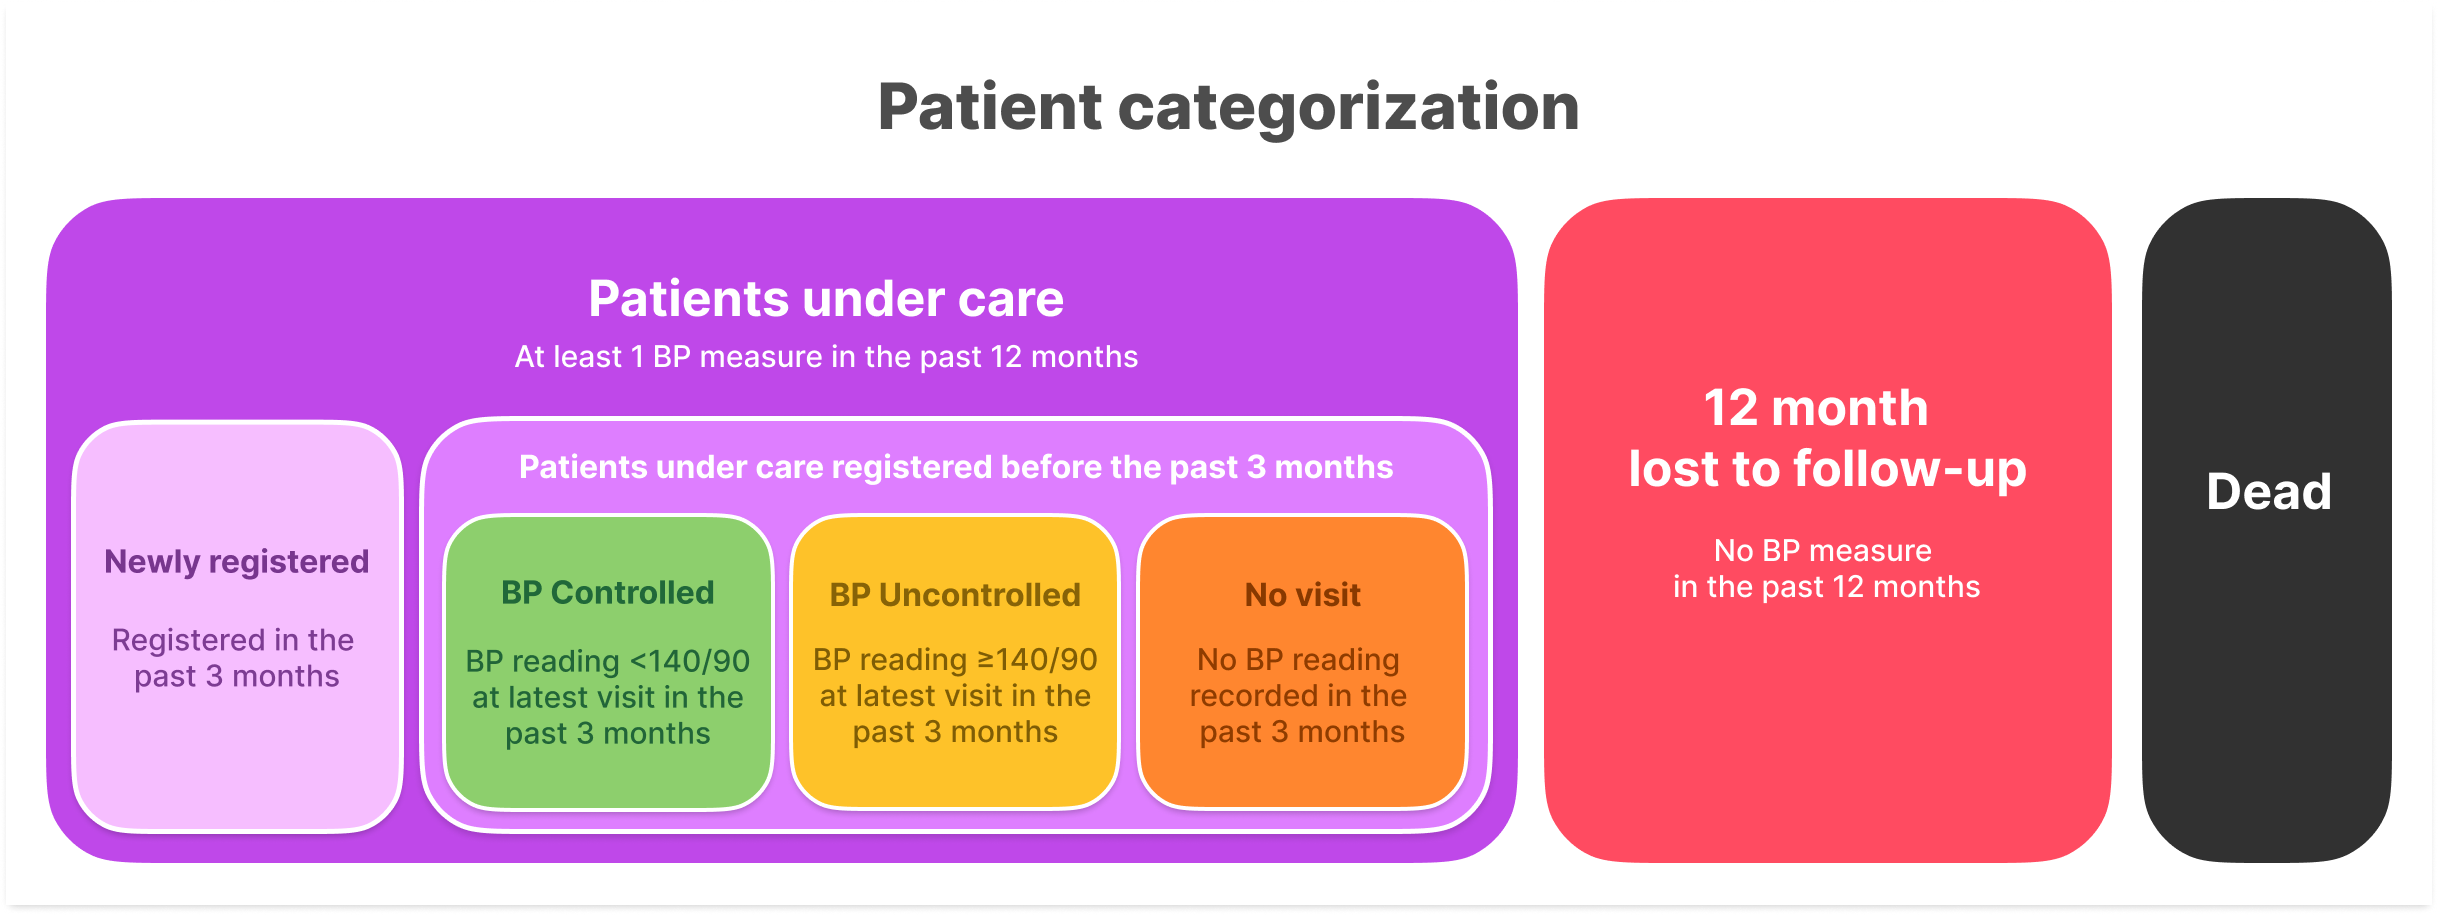 Patient categorization
Patients under care
At least 1 BP measure in the past 12 months
Newly registered
Registered in the
past 3 months
Patients under care registered before the past 3 months
BP Controlled
BP reading <140/90
at latest visit in the
past 3 months
BP Uncontrolled
BP reading ≥140/90
at latest visit in the
past 3 months
No visit
No BP reading
recorded in the
past 3 months
12 month
lost to follow-up
No BP measure
in the past 12 months
Dead